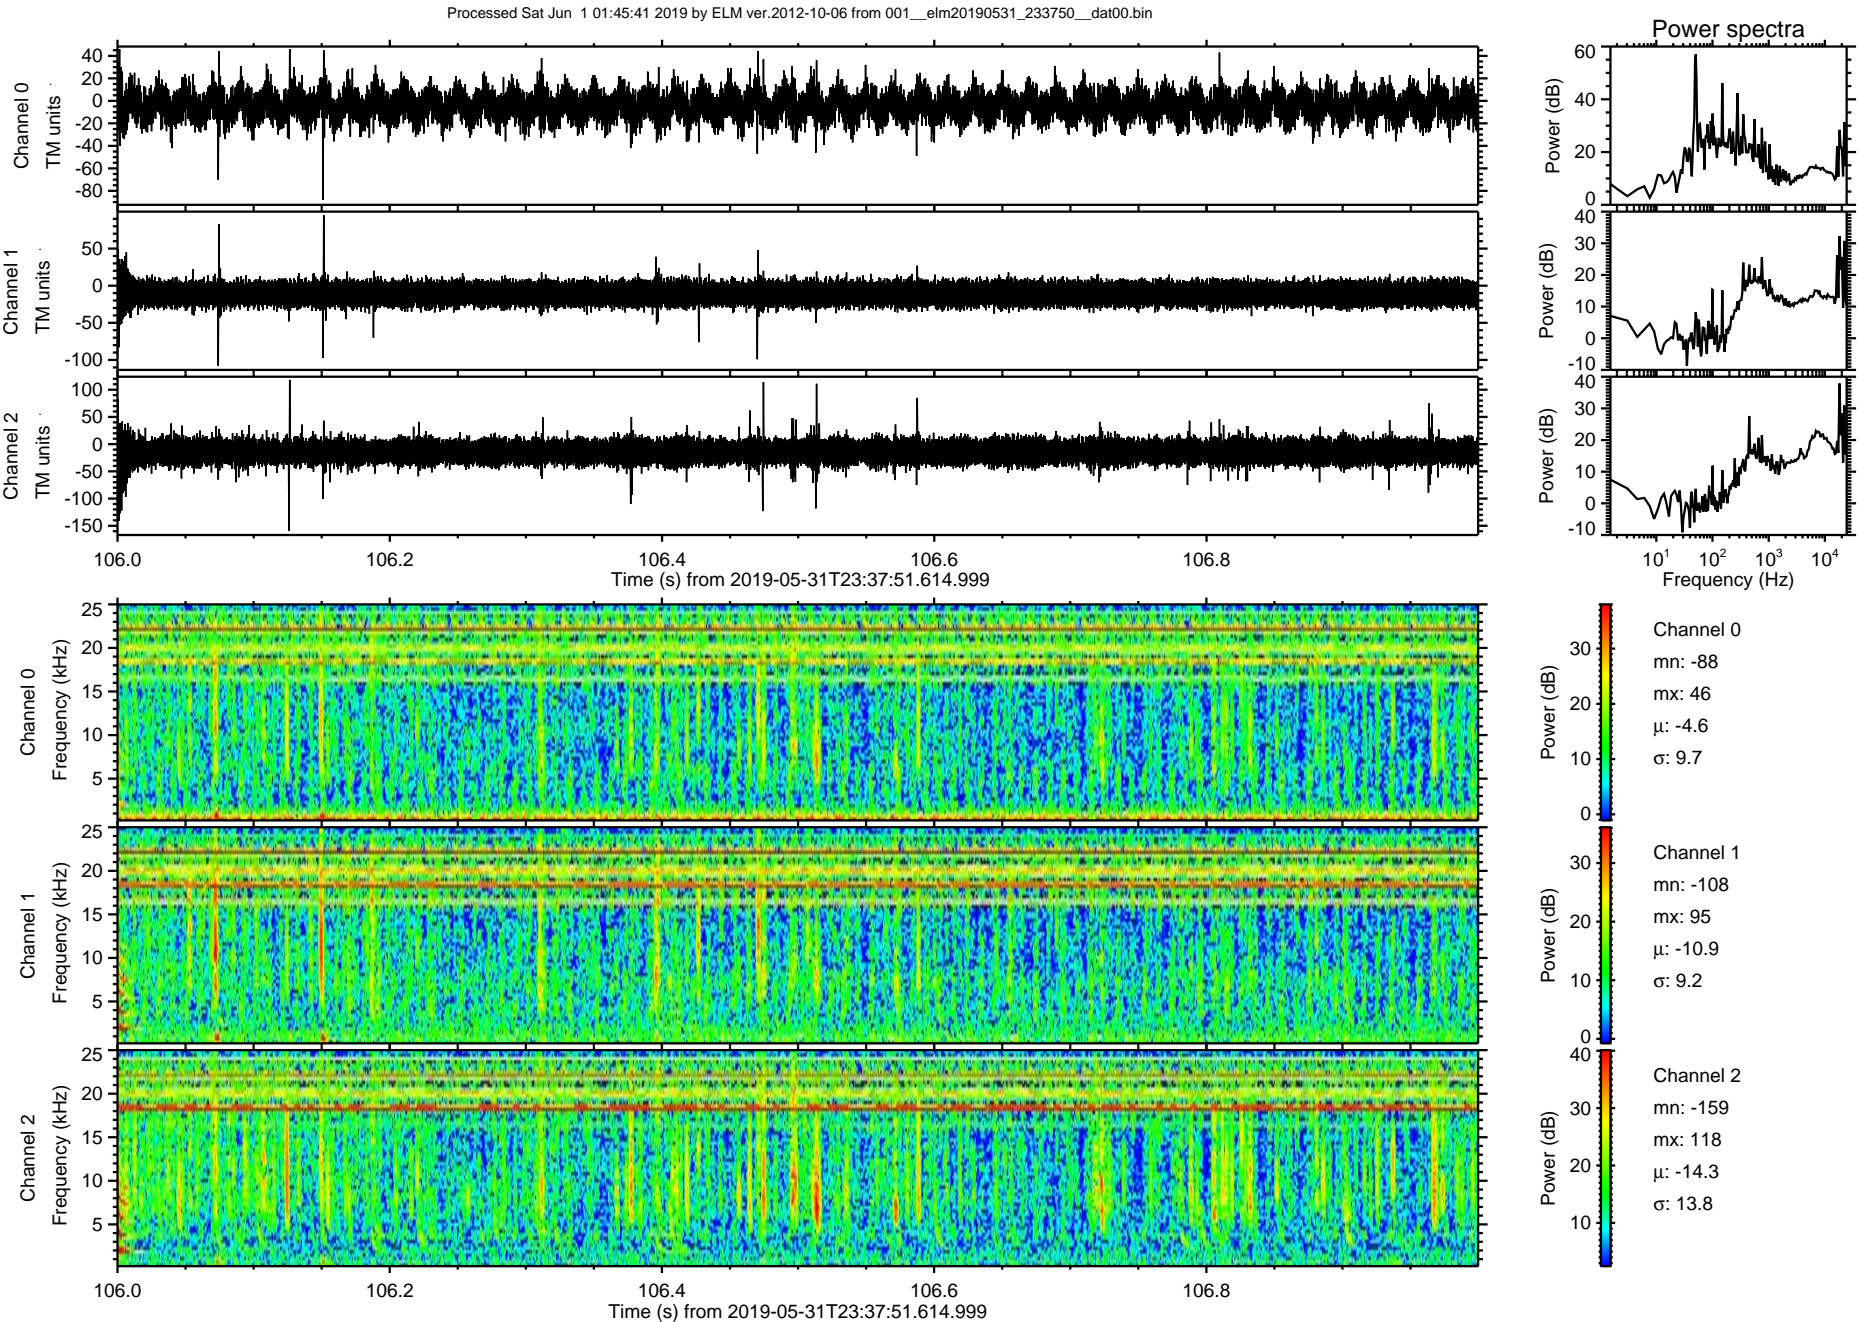 Processed Sat Jun  1 01:45:41 2019 by ELM ver.2012-10-06 from 001__elm20190531_233750__dat00.bin
Power spectra
Channel 0
TM units
40
20
0
-20
-40
-60
-80
Power (dB)
60
40
20
0
Channel 1
TM units
50
0
-50
-100
Power (dB)
40
30
20
10
0
-10
Channel 2
TM units
100
50
0
-50
-100
-150
Power (dB)
40
30
20
10
0
-10
106.0 106.2 106.4 106.6 106.8
Time (s) from 2019-05-31T23:37:51.614.999
10¹ 10² 10³ 10⁴
Frequency (Hz)
Channel 0
Frequency (kHz)
25
20
15
10
5
Power (dB)
30
20
10
0
Channel 0
mn: -88
mx: 46
μ: -4.6
σ: 9.7
Channel 1
Frequency (kHz)
25
20
15
10
5
Power (dB)
30
20
10
0
Channel 1
mn: -108
mx: 95
μ: -10.9
σ: 9.2
Channel 2
Frequency (kHz)
25
20
15
10
5
Power (dB)
40
30
20
10
Channel 2
mn: -159
mx: 118
μ: -14.3
σ: 13.8
106.0 106.2 106.4 106.6 106.8
Time (s) from 2019-05-31T23:37:51.614.999